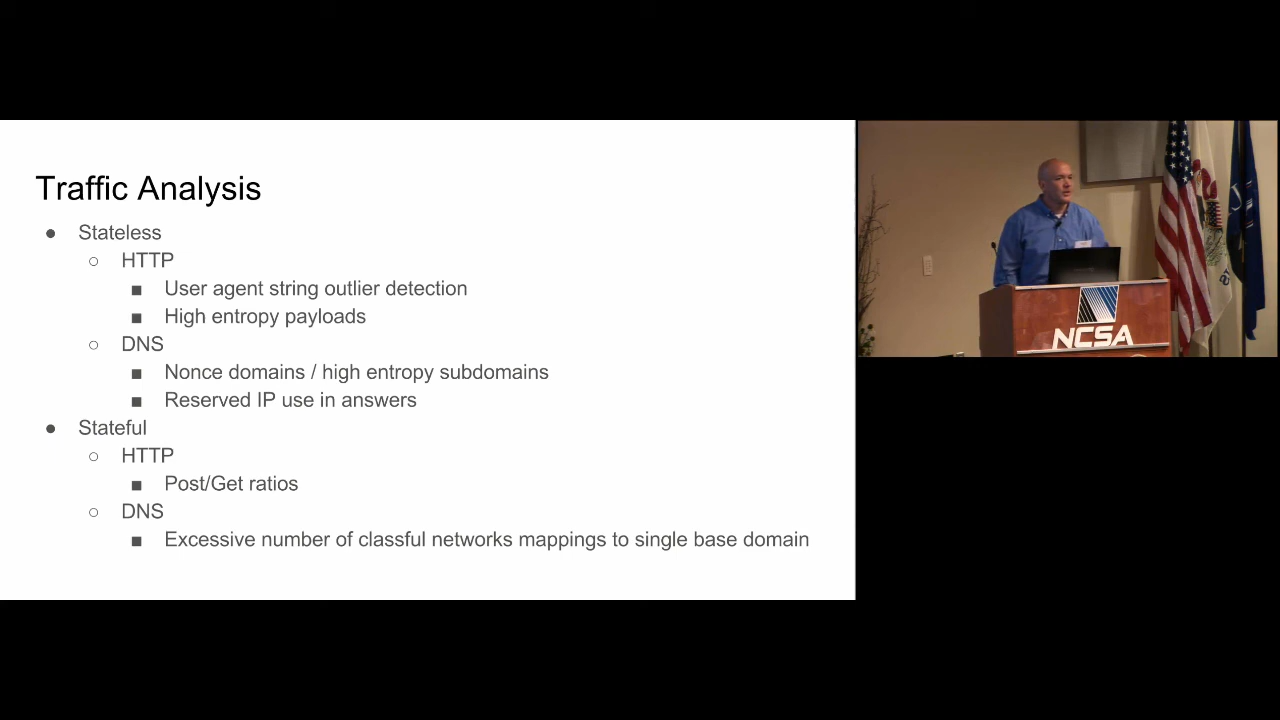 Traffic Analysis
● Stateless
○ HTTP
■ User agent string outlier detection
■ High entropy payloads
○ DNS
■ Nonce domains / high entropy subdomains
■ Reserved IP use in answers
● Stateful
○ HTTP
■ Post/Get ratios
○ DNS
■ Excessive number of classful networks mappings to single base domain
NCSA